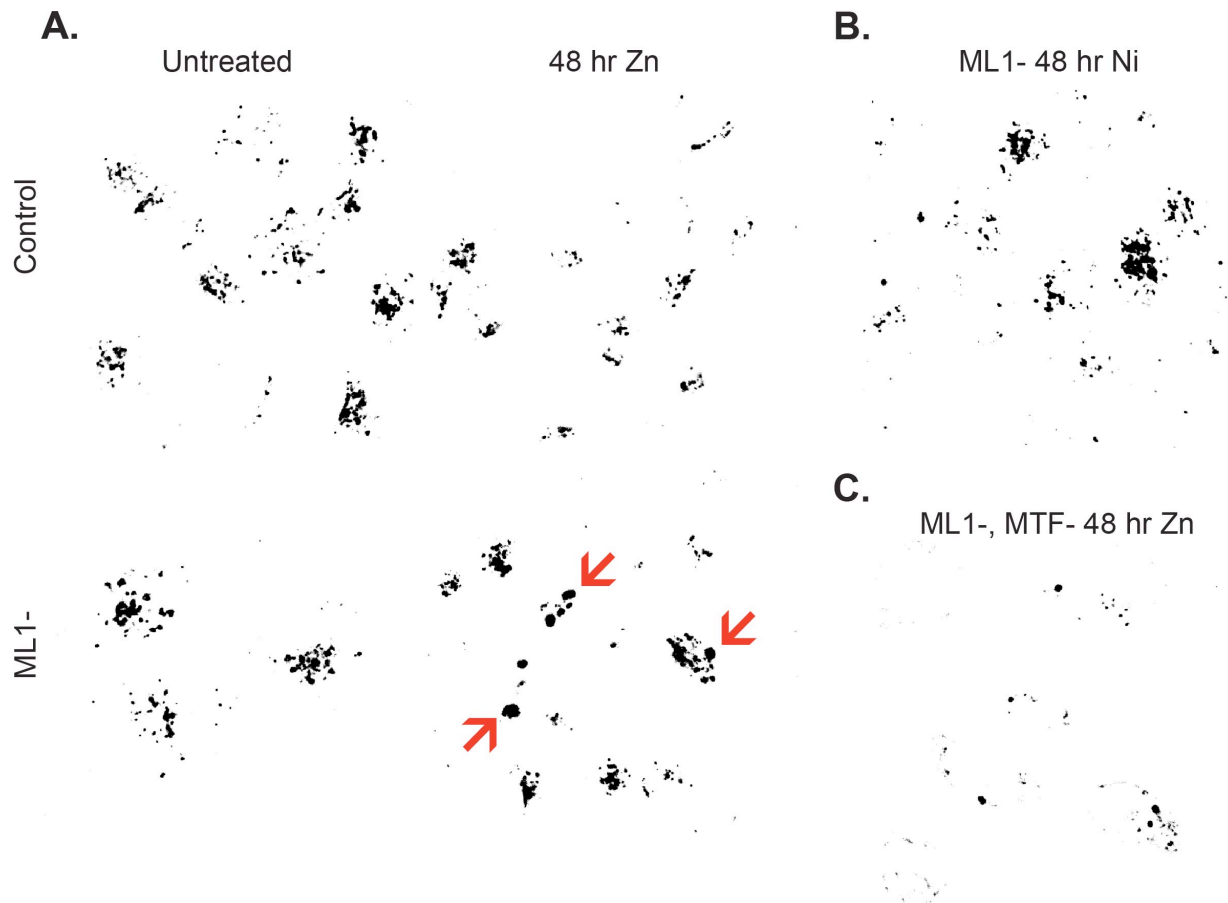 A.
Untreated
48 hr Zn
Control
ML1-
B.
ML1- 48 hr Ni
C.
ML1-, MTF- 48 hr Zn